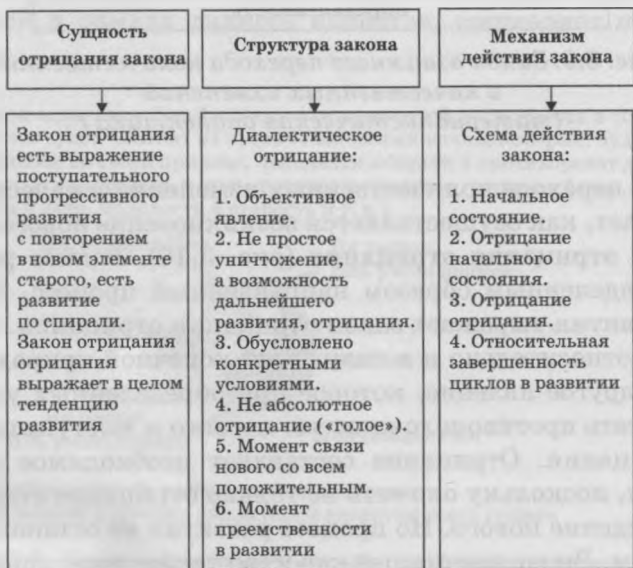 Сущность
отрицания закона
Структура закона
Механизм
действия закона
Закон отрицания
есть выражение
поступательного
прогрессивного
развития
с повторением
в новом элементе
старого, есть
развитие
по спирали.
Закон отрицания
отрицания
выражает в целом
тенденцию
развития
Диалектическое
отрицание:
1. Объективное
явление.
2. Не простое
уничтожение,
а возможность
дальнейшего
развития, отрицания
3. Обусловлено
конкретными
условиями.
4. Не абсолютное
отрицание («голое»).
5. Момент связи
нового со всем
положительным.
6. Момент
преемственности
в развитии
Схема действия
закона:
1. Начальное
состояние.
2. Отрицание
исходного
состояния.
3. Отрицание
отрицания.
4. Относительная
завершенность
циклов в развитии